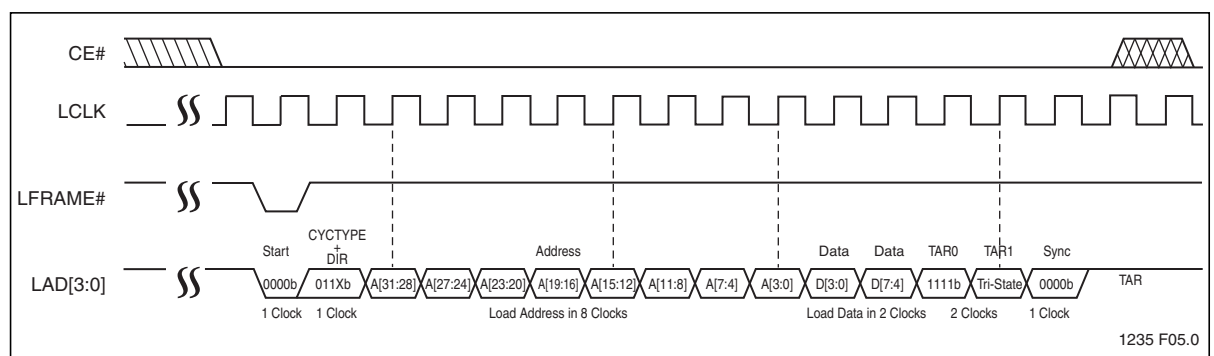 CE#
LCLK
LFRAME#
CYCTYPE
+
DIR
Start
Address
Data Data TAR0 TAR1 Sync
LAD[3:0]
0000b 011Xb A[31:28] A[27:24] A[23:20] A[19:16] A[15:12] A[11:8] A[7:4] A[3:0] D[3:0] D[7:4] 1111b Tri-State 0000b TAR
1 Clock 1 Clock Load Address in 8 Clocks Load Data in 2 Clocks 2 Clocks 1 Clock
1235 F05.0